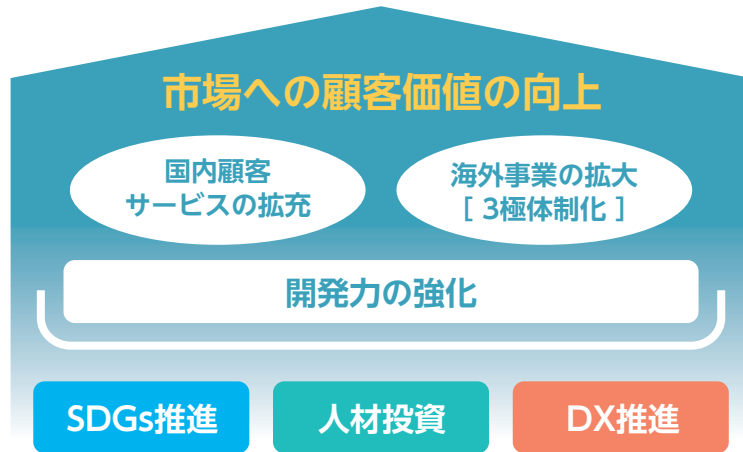 市場への顧客価値の向上
国内顧客
サービスの拡充
海外事業の拡大
[ 3極体制化 ]
開発力の強化
SDGs推進
人材投資
DX推進